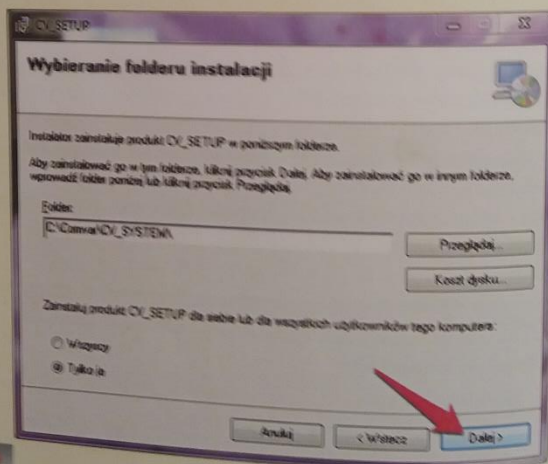 CV_SETUP
Wybieranie folderu instalacji
Instalator zainstaluje produkt CV_SETUP w poniższym folderze.
Aby zainstalować go w tym folderze, kliknij przycisk Dalej. Aby zainstalować go w innym folderze,
wprowadź folder poniżej lub kliknij przycisk Przeglądaj.
Folder:
C:\Comval\CV_SYSTEM\
Przeglądaj...
Koszt dysku...
Zainstaluj produkt CV_SETUP dla siebie lub dla wszystkich użytkowników tego komputera:
Wszyscy
Tylko ja
Anuluj
< Wstecz
Dalej >